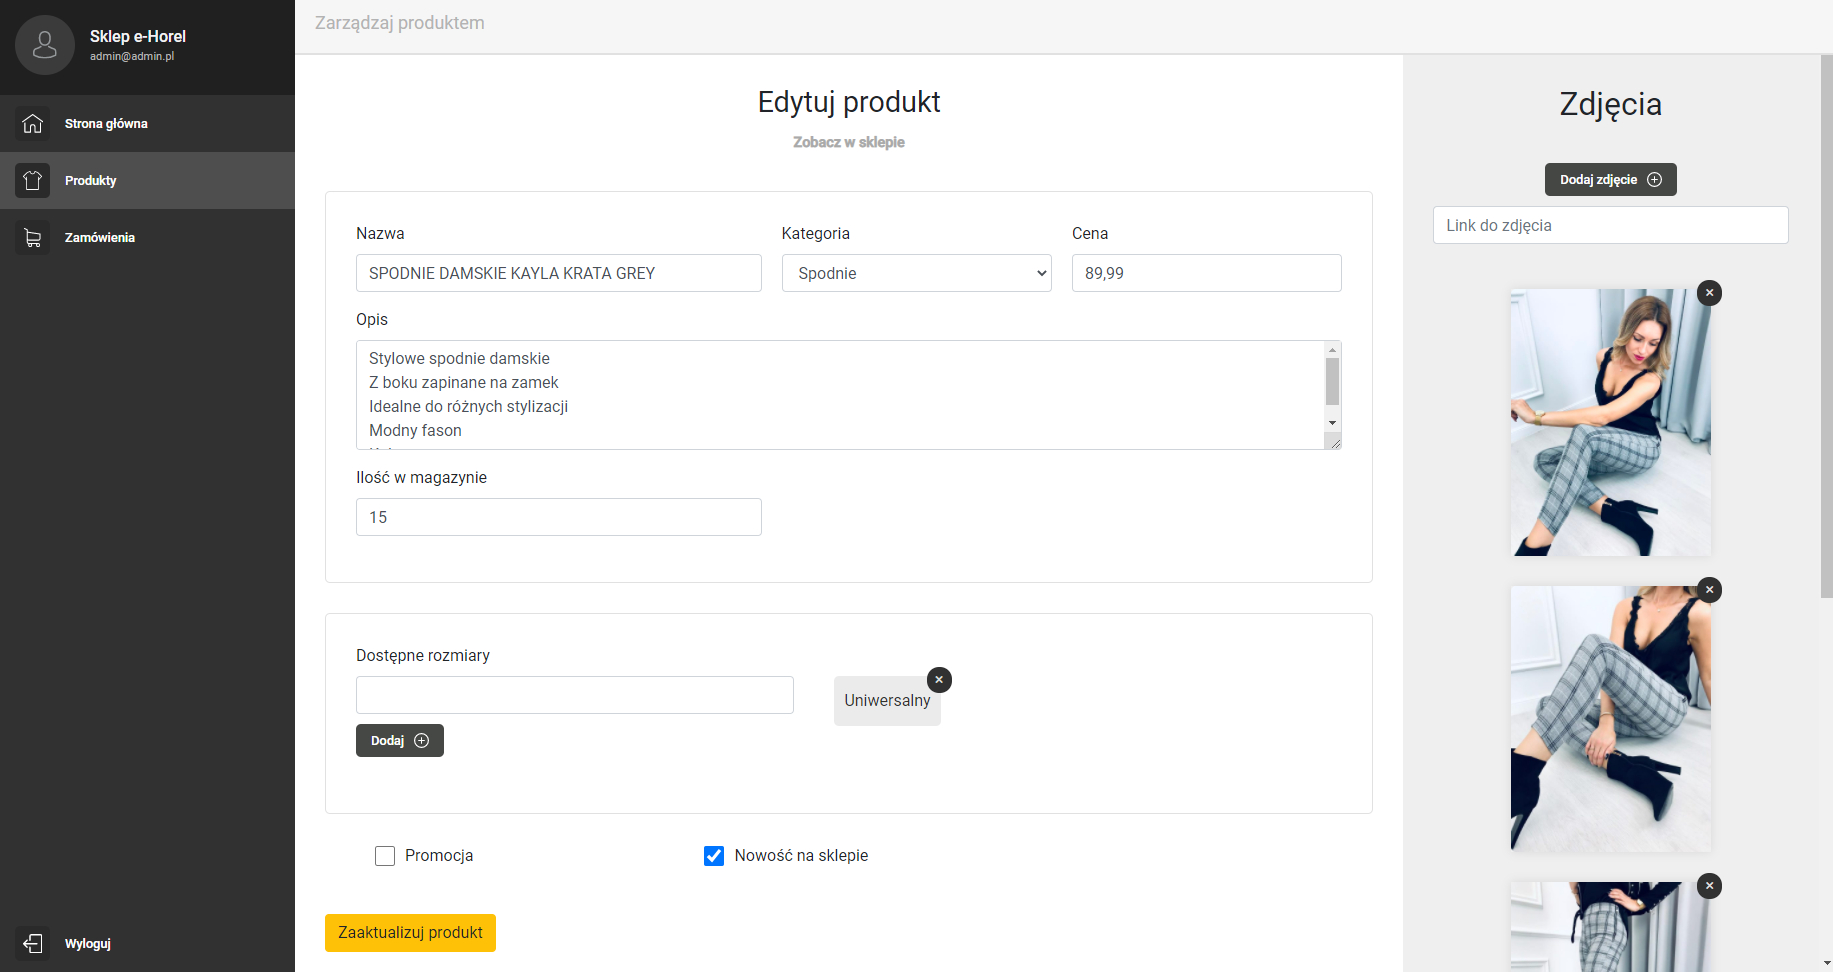 Sklep e-Horel
admin@admin.pl
Strona główna
Produkty
Zamówienia
Wyloguj
Zarządzaj produktem
Edytuj produkt
Zobacz w sklepie
Nazwa
Kategoria
Cena
SPODNIE DAMSKIE KAYLA KRATA GREY
Spodnie
89,99
Opis
Stylowe spodnie damskie
Z boku zapinane na zamek
Idealne do różnych stylizacji
Modny fason
Ilość w magazynie
15
Dostępne rozmiary
Uniwersalny
Dodaj
Promocja
Nowość na sklepie
Zaaktualizuj produkt
Zdjęcia
Dodaj zdjęcie
Link do zdjęcia